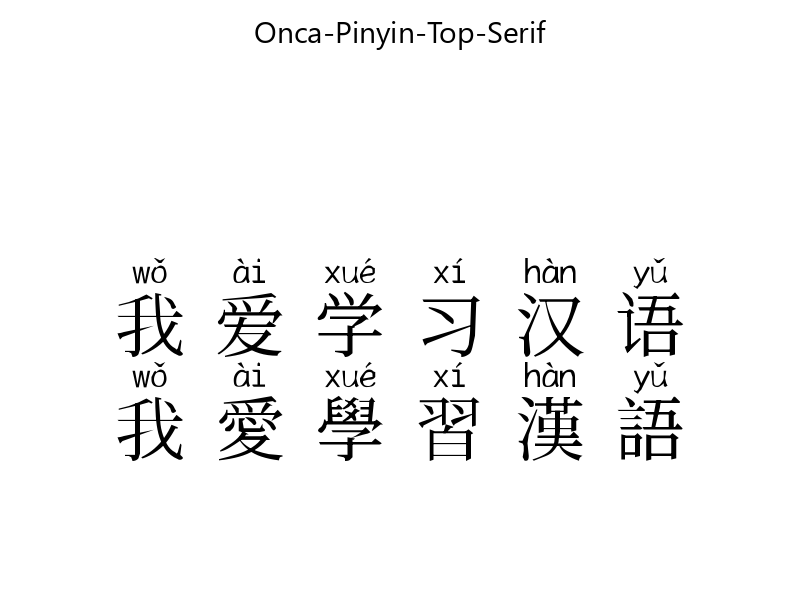 Onca-Pinyin-Top-Serif
wǒ ài xué xí hàn yǔ
我爱学习汉语
wǒ ài xué xí hàn yǔ
我愛學習漢語